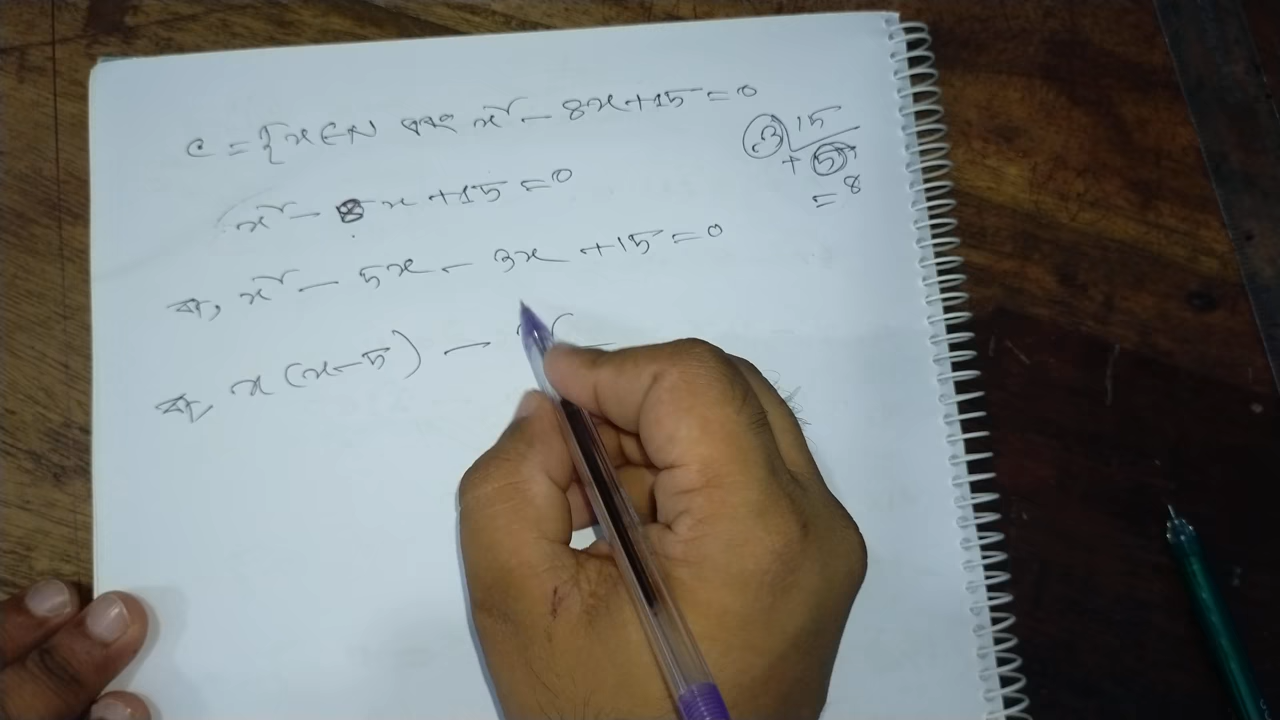 C = {x ∈ N এবং x² - 8x + 15 = 0
x² - 8x + 15 = 0
বা, x² - 5x - 3x + 15 = 0
বা, x (x - 5) -
3 15
+ 5
= 8